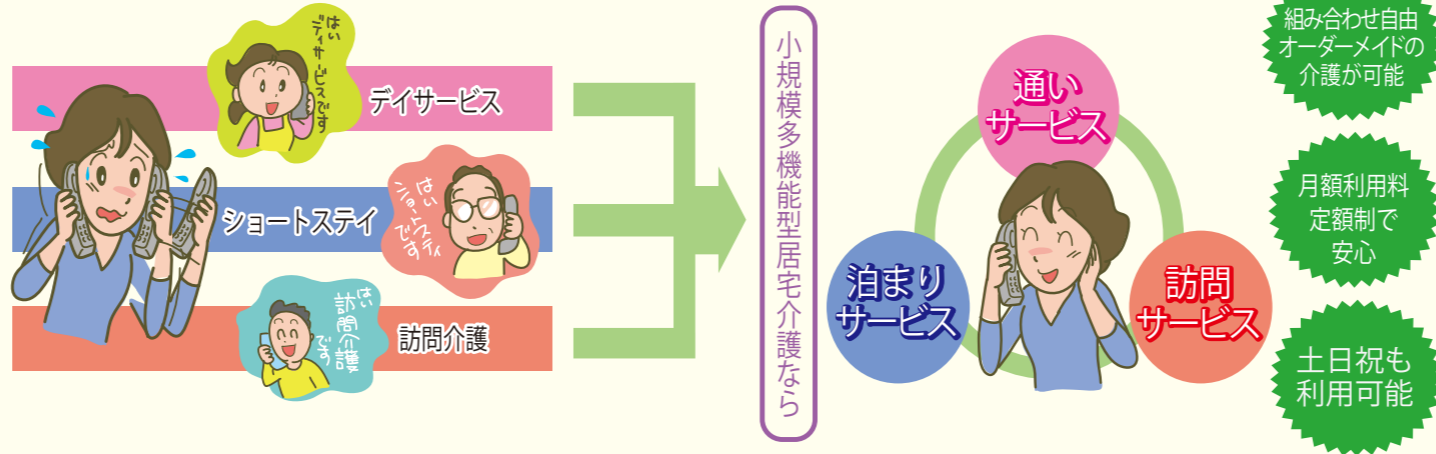 はい
デイサービスです
デイサービス
ショートステイ
はい
ショートステイ
です
はい
訪問介護
です
訪問介護
小規模多機能型居宅介護なら
通い
サービス
泊まり
サービス
訪問
サービス
組み合わせ自由
オーダーメイドの
介護が可能
月額利用料
定額制で
安心
土日祝も
利用可能